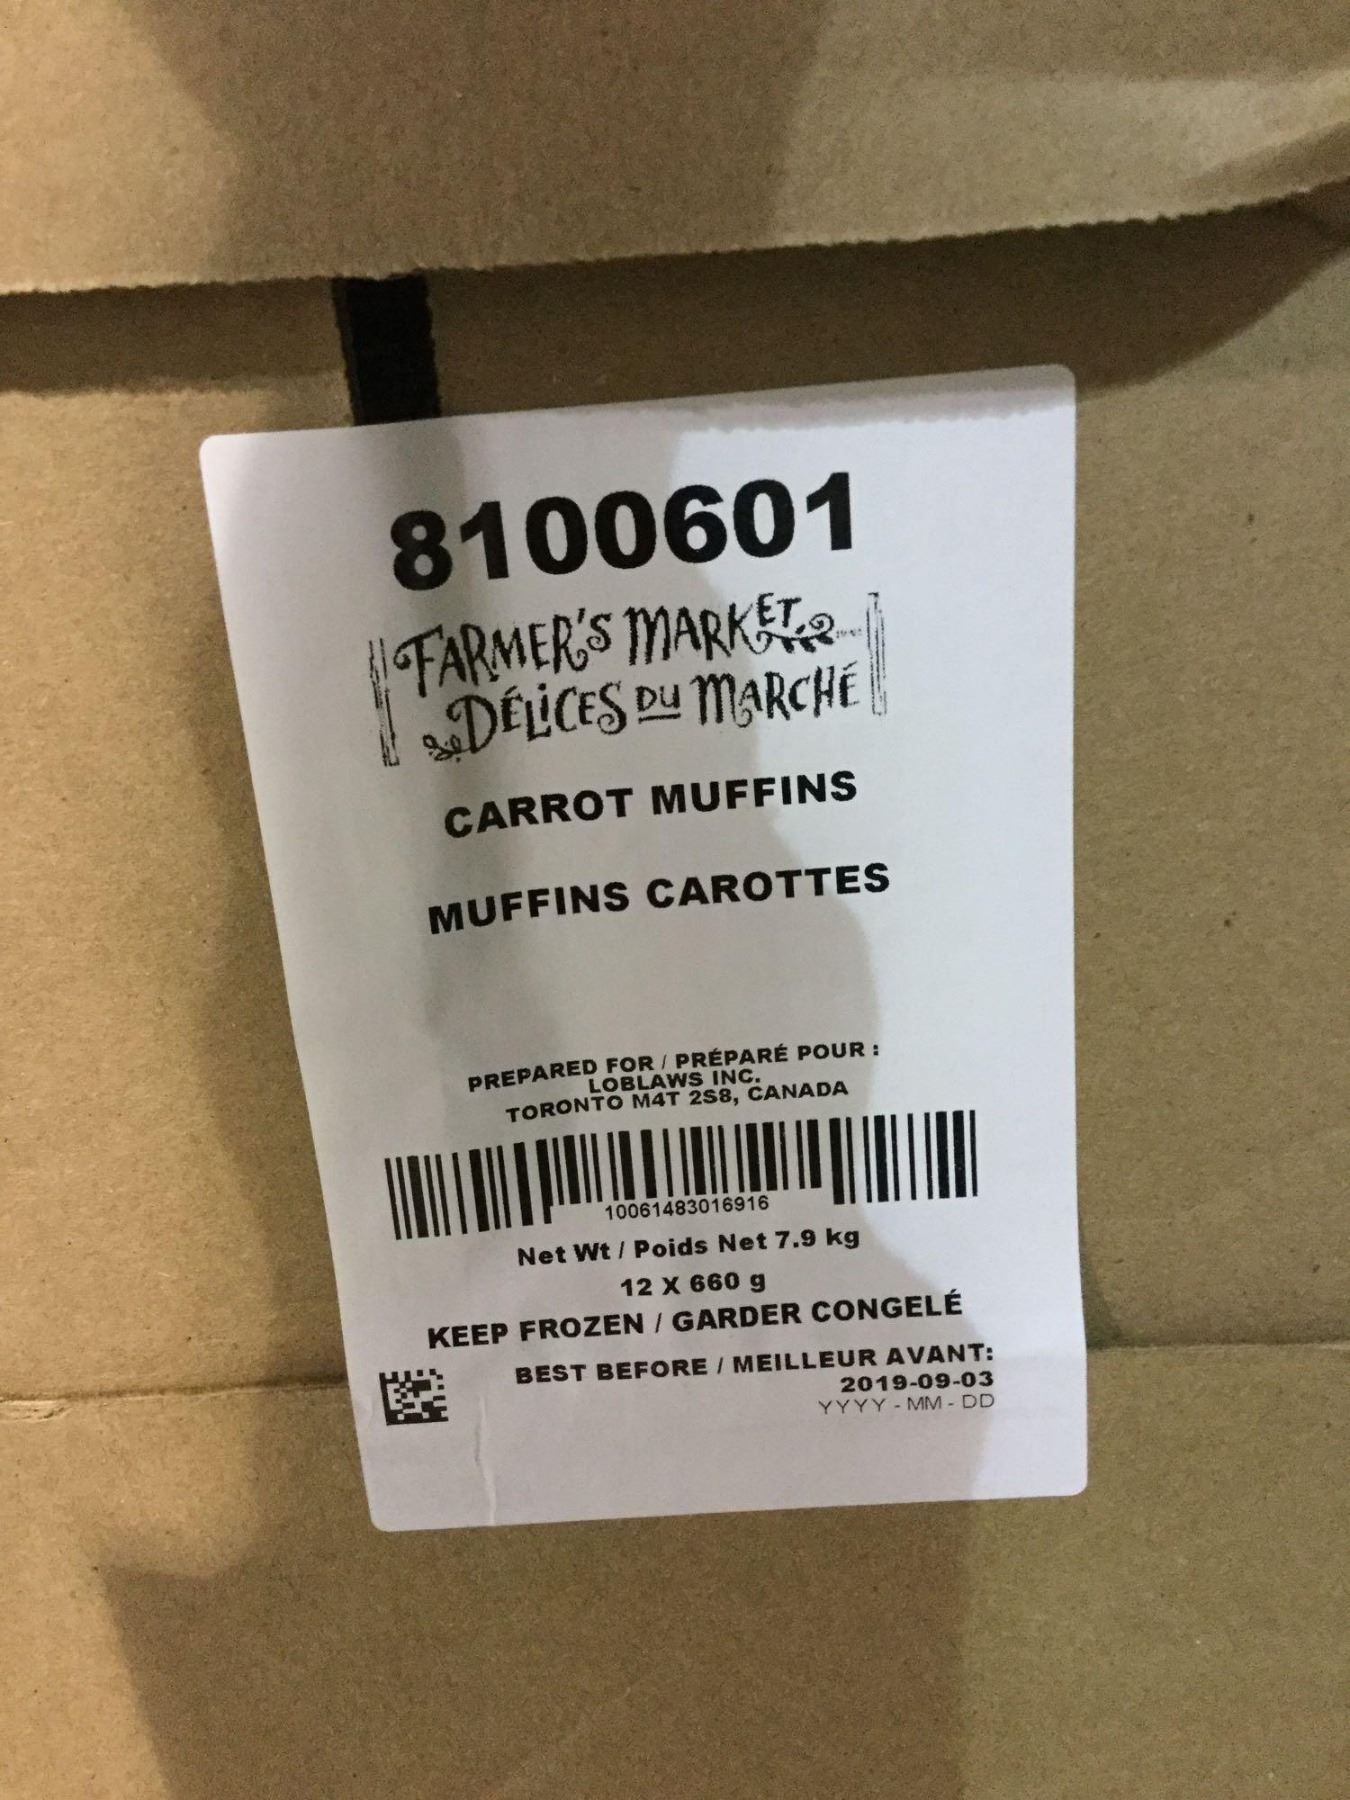 8100601
FARMER'S MARKET
DÉLICES DU MARCHÉ
CARROT MUFFINS
MUFFINS CAROTTES
PREPARED FOR / PRÉPARÉ POUR :
LOBLAWS INC.
TORONTO M4T 2S8, CANADA
10061483016916
Net Wt / Poids Net 7.9 kg
12 X 660 g
KEEP FROZEN / GARDER CONGELÉ
BEST BEFORE / MEILLEUR AVANT:
2019-09-03
YYYY - MM - DD